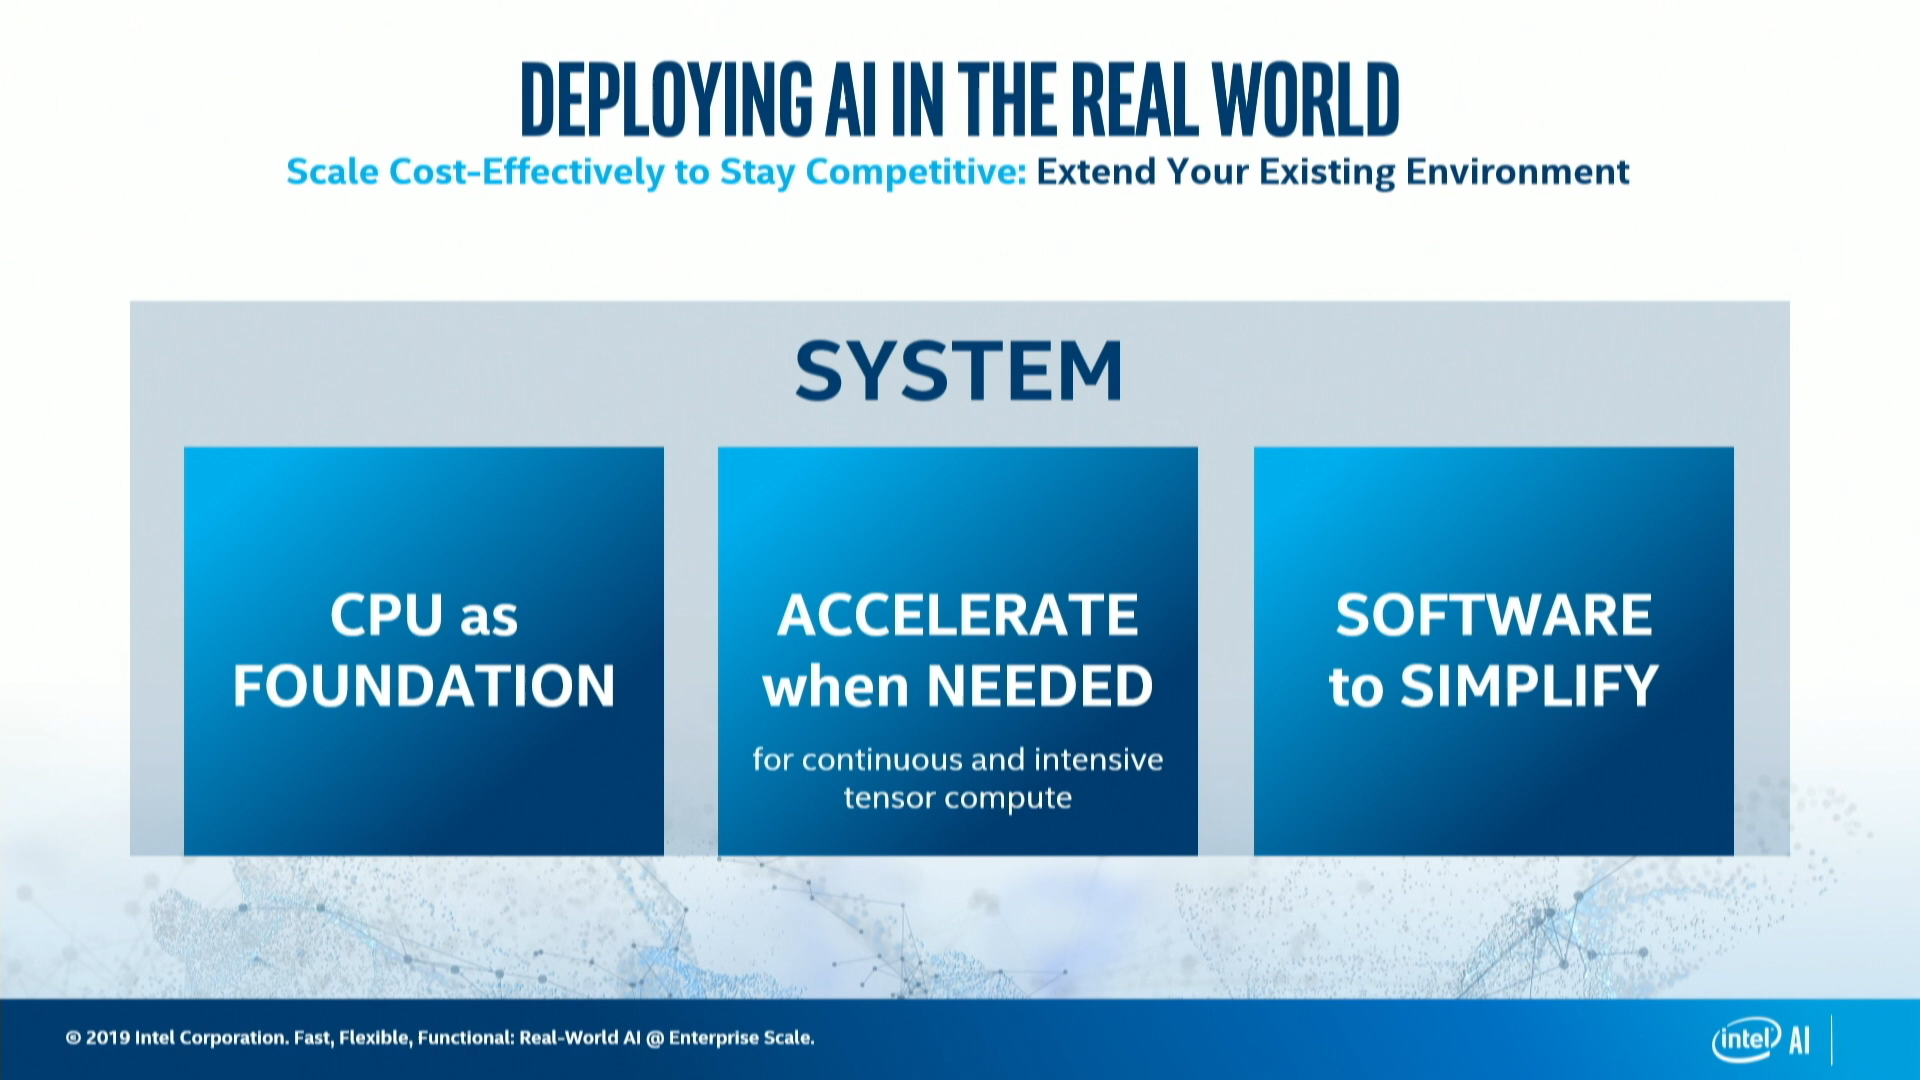 DEPLOYING AI IN THE REAL WORLD
Scale Cost-Effectively to Stay Competitive: Extend Your Existing Environment
SYSTEM
CPU as
FOUNDATION
ACCELERATE
when NEEDED
for continuous and intensive
tensor compute
SOFTWARE
to SIMPLIFY
© 2019 Intel Corporation. Fast, Flexible, Functional: Real-World AI @ Enterprise Scale.
intel AI